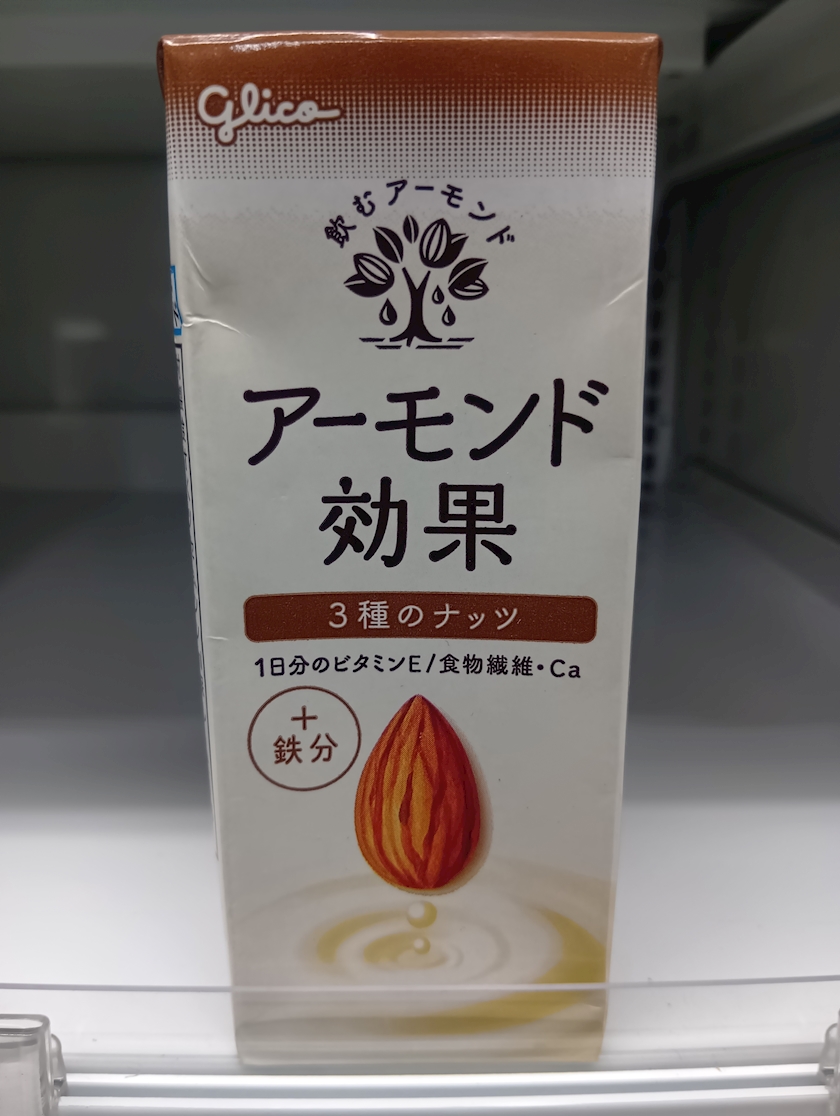 Glico
飲むアーモンド
アーモンド
効果
3種のナッツ
1日分のビタミンE/食物繊維・Ca
+
鉄分